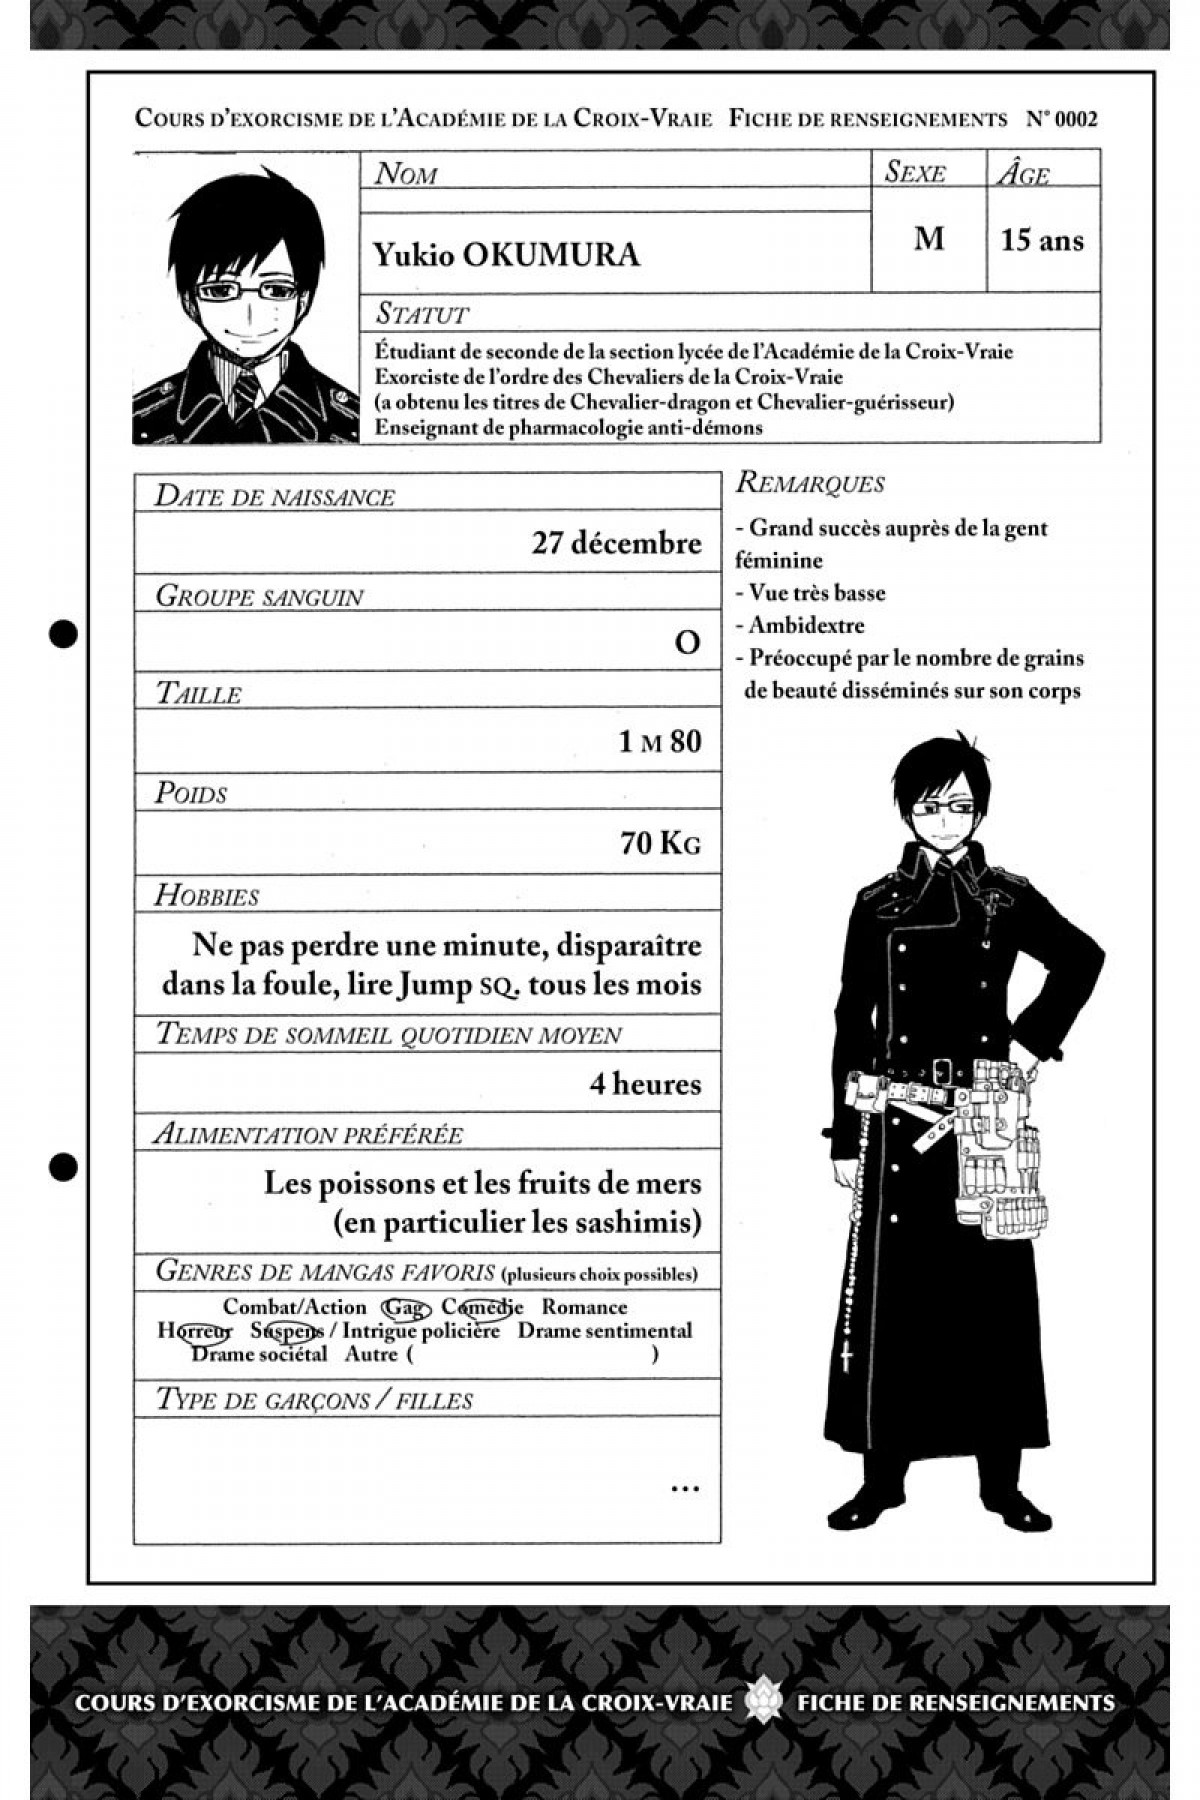 COURS D'EXORCISME DE L'ACADÉMIE DE LA CROIX-VRAIE FICHE DE RENSEIGNEMENTS N° 0002
NOM
SEXE
ÂGE
Yukio OKUMURA
M
15 ans
STATUT
Étudiant de seconde de la section lycée de l'Académie de la Croix-Vraie
Exorciste de l'ordre des Chevaliers de la Croix-Vraie
(a obtenu les titres de Chevalier-dragon et Chevalier-guérisseur)
Enseignant de pharmacologie anti-démons
DATE DE NAISSANCE
27 décembre
GROUPE SANGUIN
O
TAILLE
1 M 80
POIDS
70 KG
HOBBIES
Ne pas perdre une minute, disparaître
dans la foule, lire Jump SQ. tous les mois
TEMPS DE SOMMEIL QUOTIDIEN MOYEN
4 heures
ALIMENTATION PRÉFÉRÉE
Les poissons et les fruits de mers
(en particulier les sashimis)
GENRES DE MANGAS FAVORIS (plusieurs choix possibles)
Combat/Action Gag Comédie Romance
Horreur Suspens / Intrigue policière Drame sentimental
Drame sociétal Autre ( )
TYPE DE GARÇONS / FILLES
...
REMARQUES
- Grand succès auprès de la gent
féminine
- Vue très basse
- Ambidextre
- Préoccupé par le nombre de grains
de beauté disséminés sur son corps
COURS D'EXORCISME DE L'ACADÉMIE DE LA CROIX-VRAIE FICHE DE RENSEIGNEMENTS